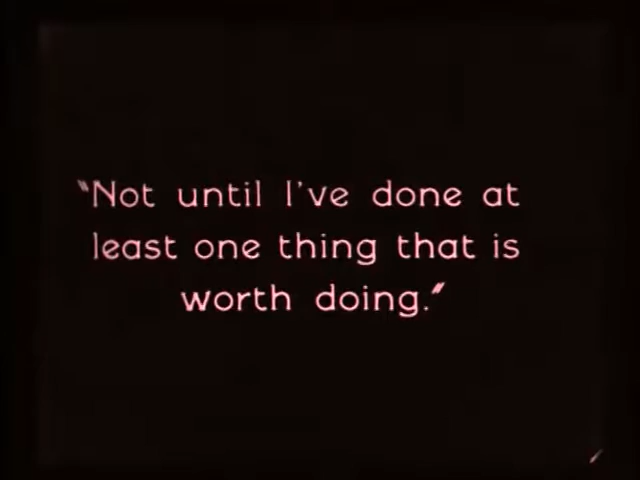 "Not until I've done at
least one thing that is
worth doing."